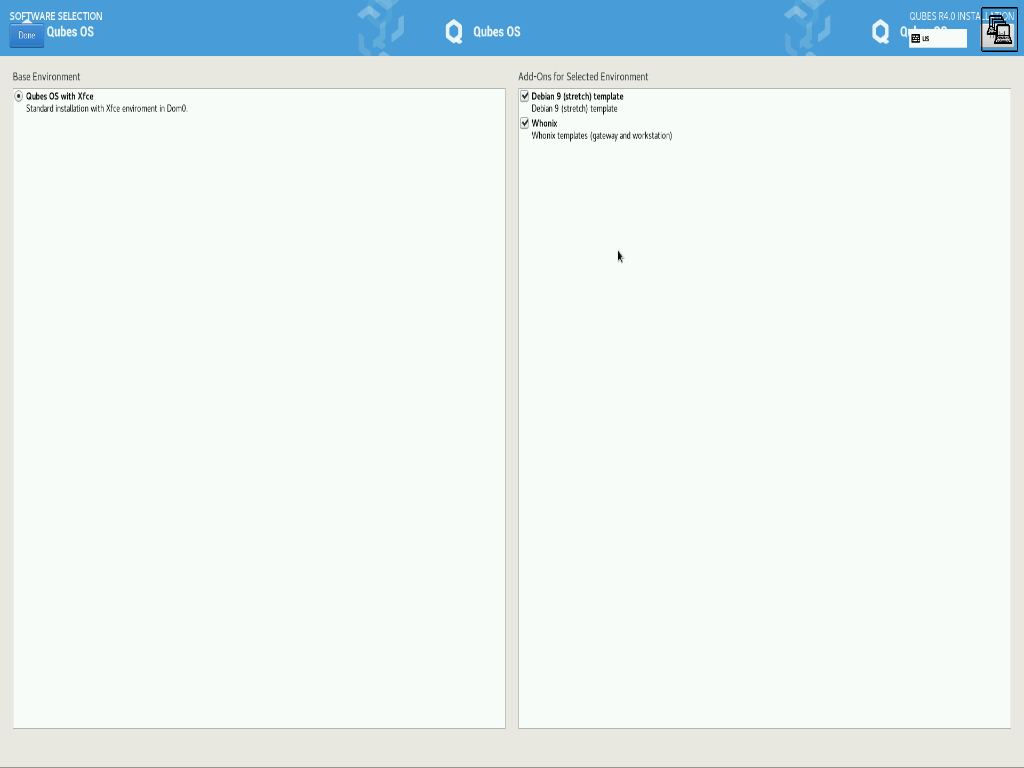 SOFTWARE SELECTION
QUBES R4.0 INSTALLATION
Done
Qubes OS
Qubes OS
us
Base Environment
Add-Ons for Selected Environment
Qubes OS with Xfce
Standard installation with Xfce enviroment in Dom0.
Debian 9 (stretch) template
Debian 9 (stretch) template
Whonix
Whonix templates (gateway and workstation)